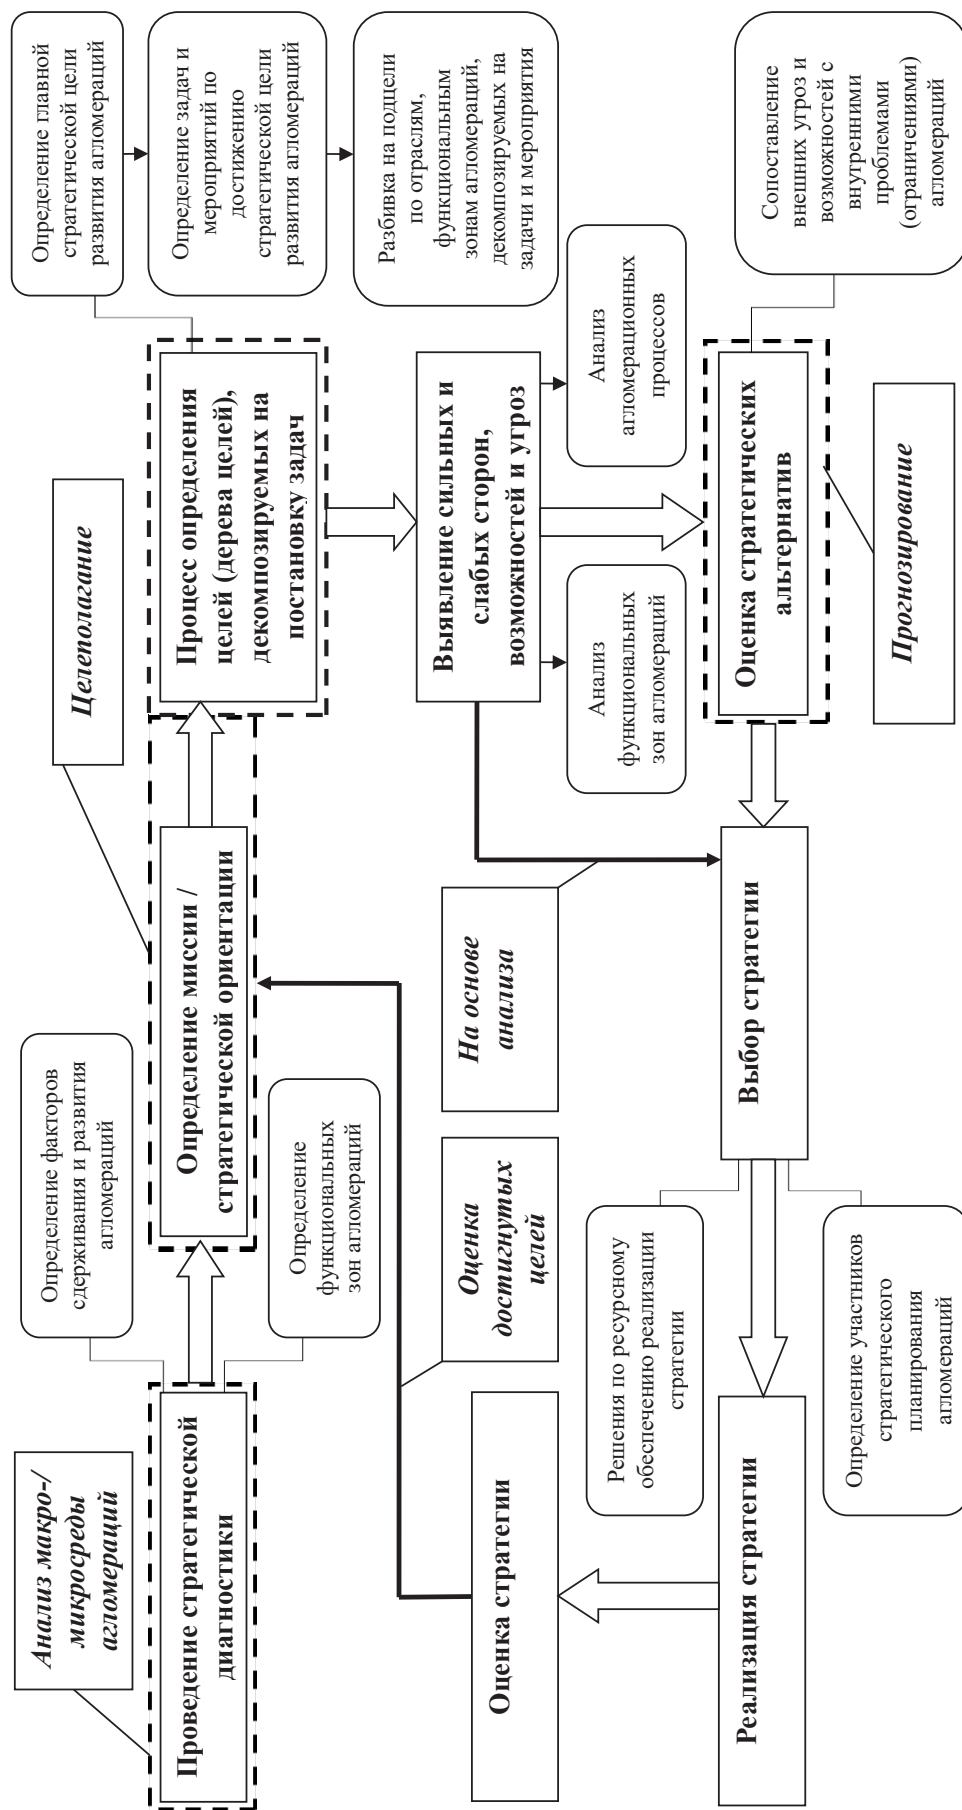 Анализ макро-/
микросреды
агломераций
Проведение стратегической
диагностики
Определение факторов
сдерживания и развития
агломераций
Определение
функциональных
зон агломераций
Целеполагание
Определение миссии /
стратегической ориентации
Процесс определения
целей (дерева целей),
декомпозируемых на
постановку задач
Определение главной
стратегической цели
развития агломераций
Определение задач и
мероприятий по
достижению
стратегической цели
развития агломераций
Разбивка на подцели
по отраслям,
функциональным
зонам агломераций,
декомпозируемых на
задачи и мероприятия
Выявление сильных и
слабых сторон,
возможностей и угроз
Анализ
функциональных
зон агломераций
Анализ
агломерационных
процессов
Оценка стратегических
альтернатив
Сопоставление
внешних угроз и
возможностей с
внутренними
проблемами
(ограничениями)
агломераций
Прогнозирование
На основе
анализа
Выбор стратегии
Решения по ресурсному
обеспечению реализации
стратегии
Определение участников
стратегического
планирования
агломераций
Реализация стратегии
Оценка стратегии
Оценка
достигнутых
целей